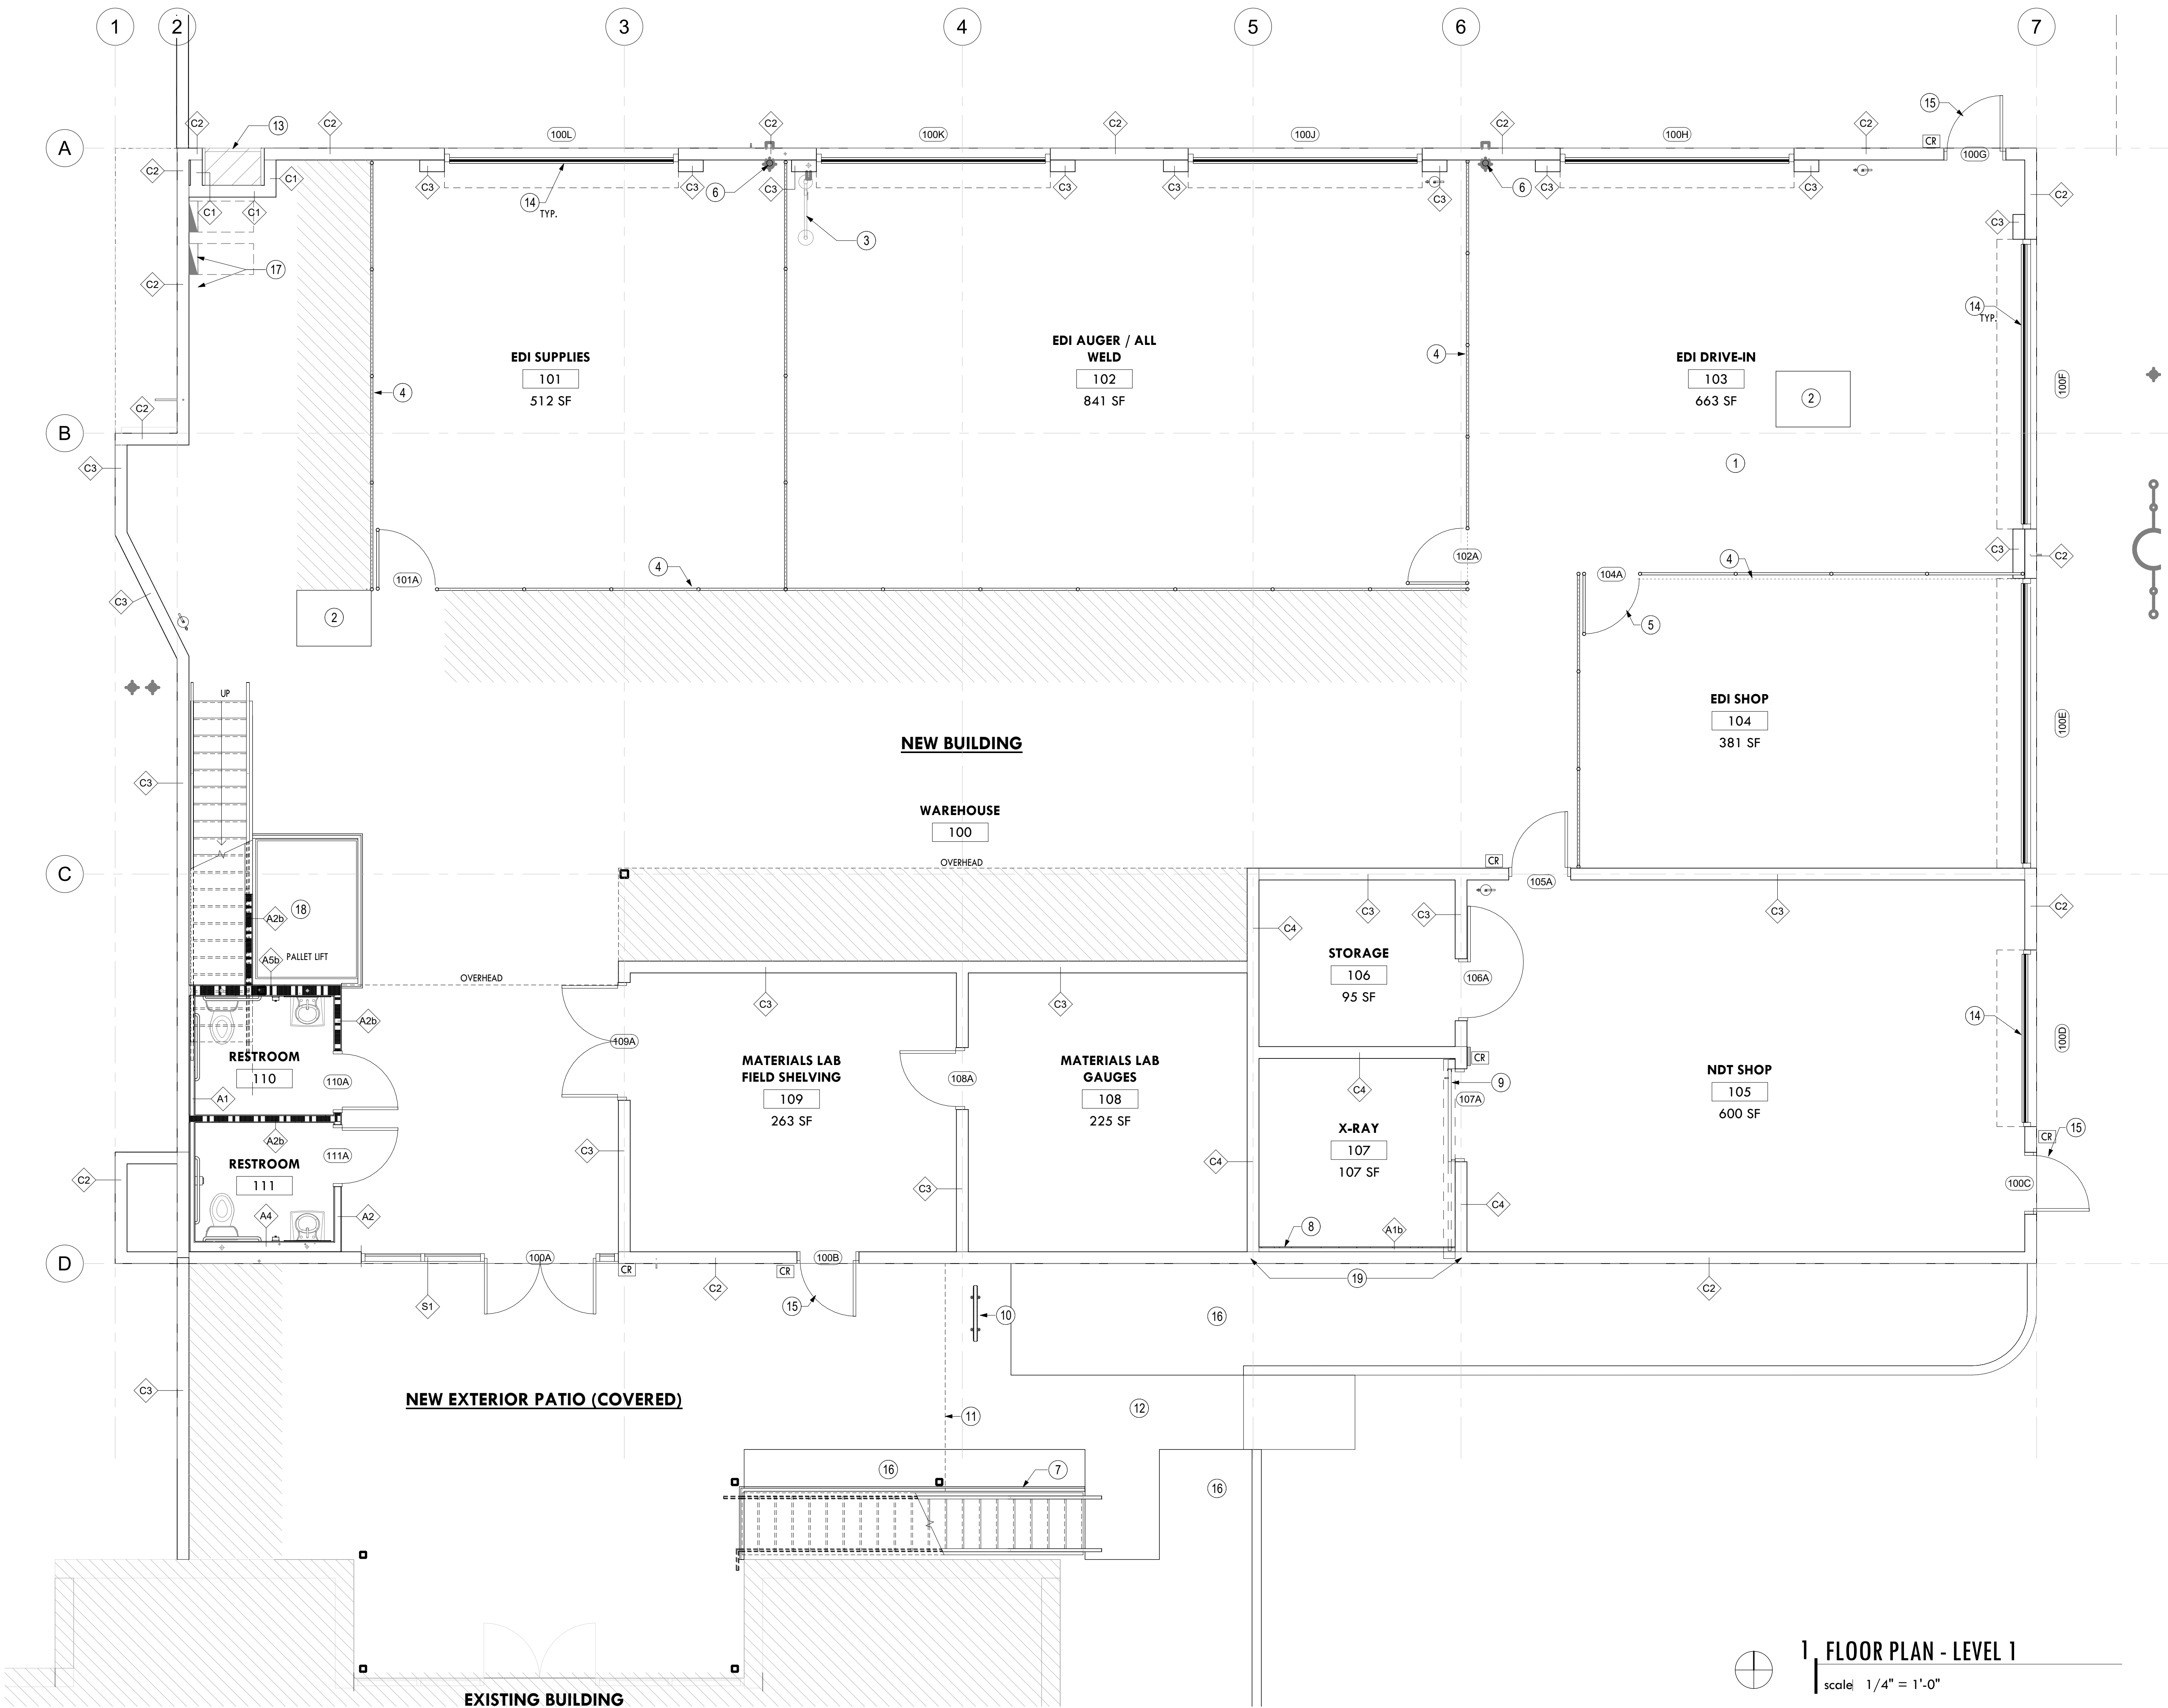 1 2 3 4 5 6 7
15
C2 13 C2 C2 C2 C2 C2
100L 100K 100J 100H
CR
100G
A
C2
C1
C3 C3 C3 C3 C3 C3 C3 C3
6 6
14
TYP.
C2
C1 C1
C3
3
17
C2
14
TYP.
EDI SUPPLIES
101
512 SF
EDI AUGER / ALL
WELD
102
841 SF
EDI DRIVE-IN
103
663 SF
2
4
4
100F
C2
B
C3
1
C3
C2
101A
4
102A
104A
4
C3
2
5
UP
EDI SHOP
104
381 SF
100E
NEW BUILDING
C3
WAREHOUSE
100
OVERHEAD
CR
C
105A
18
A2b
C3
C3
C3
C2
C4
A5b
PALLET LIFT
OVERHEAD
STORAGE
106
95 SF
106A
C3
C3
14
A2b
100D
109A
RESTROOM
110
110A
MATERIALS LAB
FIELD SHELVING
109
263 SF
108A
MATERIALS LAB
GAUGES
108
225 SF
CR
C4
9
107A
NDT SHOP
105
600 SF
A1
A2b
111A
C3
X-RAY
107
107 SF
C4
CR
15
RESTROOM
111
C2
C3
C4
100C
A4
A2
8
A1b
D
100A
100B
CR
CR
19
S1
C2
15
10
16
C2
C3
NEW EXTERIOR PATIO (COVERED)
11
12
16
7
16
EXISTING BUILDING
1 FLOOR PLAN - LEVEL 1
scale 1/4" = 1'-0"